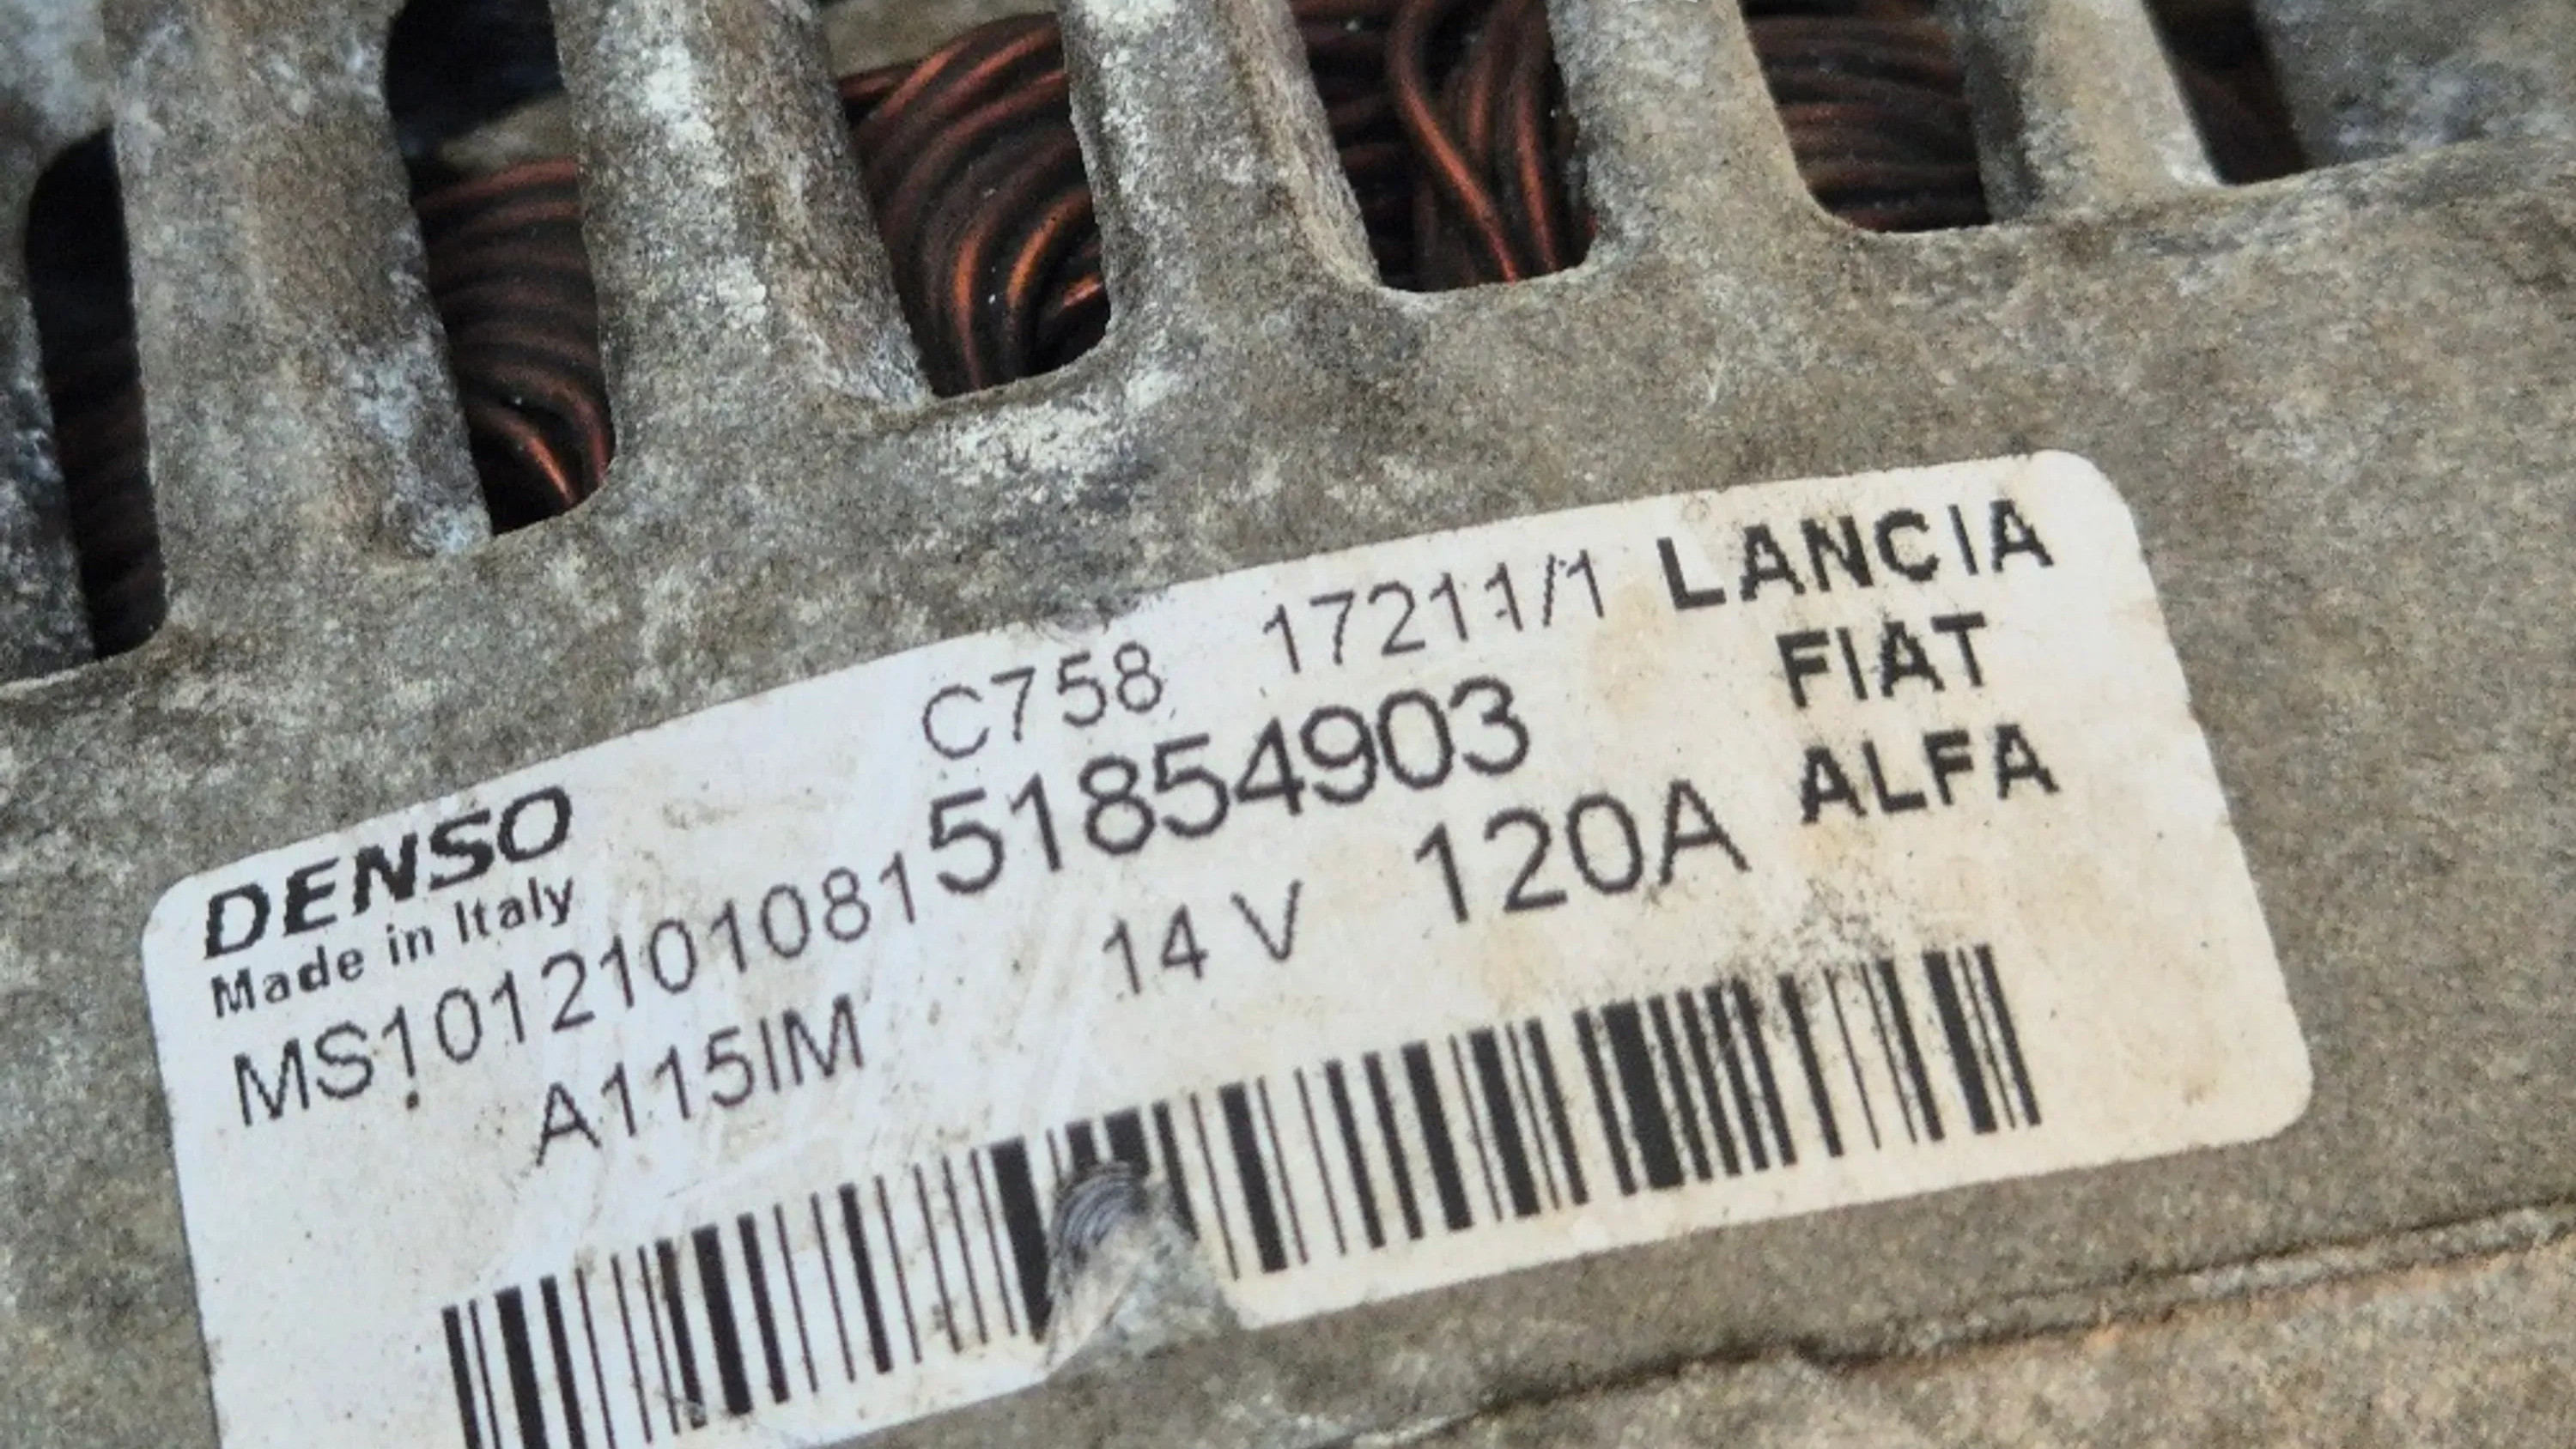 C758 17211/1 LANCIA
DENSO 51854903 FIAT
Made in Italy
MS1012101081 14 V 120A ALFA
A115IM